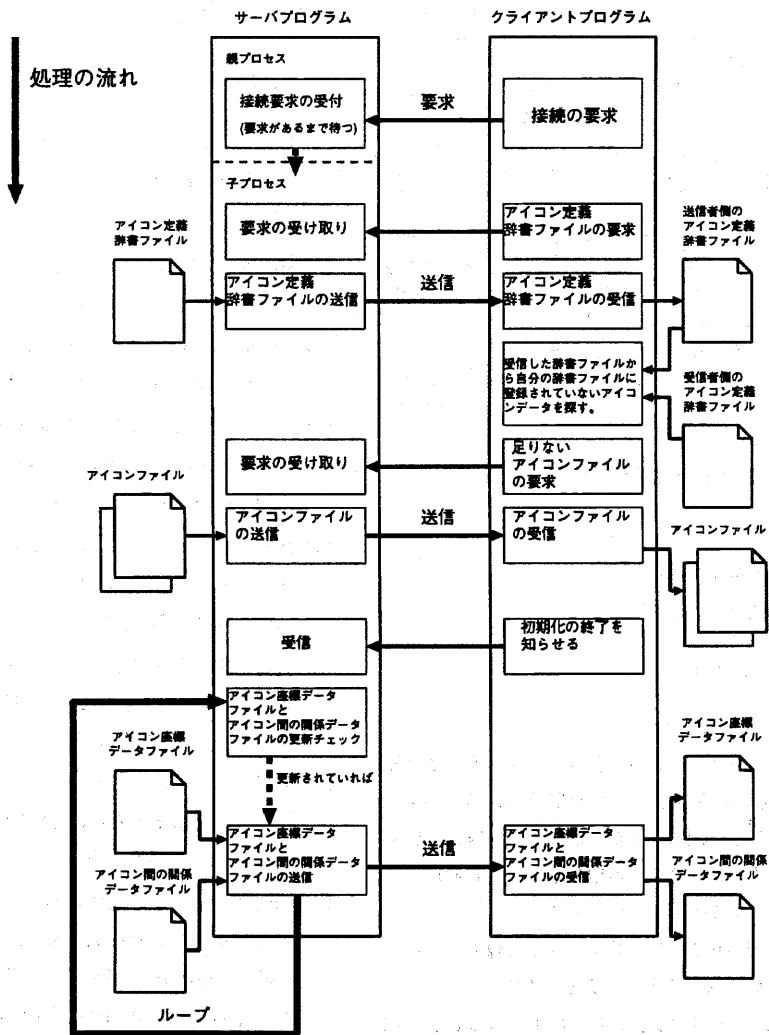 サーバプログラム
クライアントプログラム
処理の流れ
親プロセス
接続要求の受付
(要求があるまで待つ)
要求
接続の要求
子プロセス
アイコン定義
辞書ファイル
要求の受け取り
アイコン定義
辞書ファイルの要求
送信者側の
アイコン定義
辞書ファイル
アイコン定義
辞書ファイルの送信
送信
アイコン定義
辞書ファイルの受信
受信した辞書ファイルか
ら自分の辞書ファイルに
登録されていないアイコ
ンデータを探す。
受信者側の
アイコン定義
辞書ファイル
要求の受け取り
足りない
アイコンファイル
の要求
アイコンファイル
アイコンファイル
の送信
送信
アイコンファイル
の受信
アイコンファイル
受信
初期化の終了を
知らせる
アイコン座標データ
ファイルと
アイコン間の関係データ
ファイルの更新チェック
アイコン座標
データファイル
アイコン座標
データファイル
更新されていれば
アイコン座標データ
ファイルと
アイコン間の関係データ
ファイルの送信
送信
アイコン座標データ
ファイルと
アイコン間の関係データ
ファイルの受信
アイコン間の関係
データファイル
アイコン間の関係
データファイル
ループ